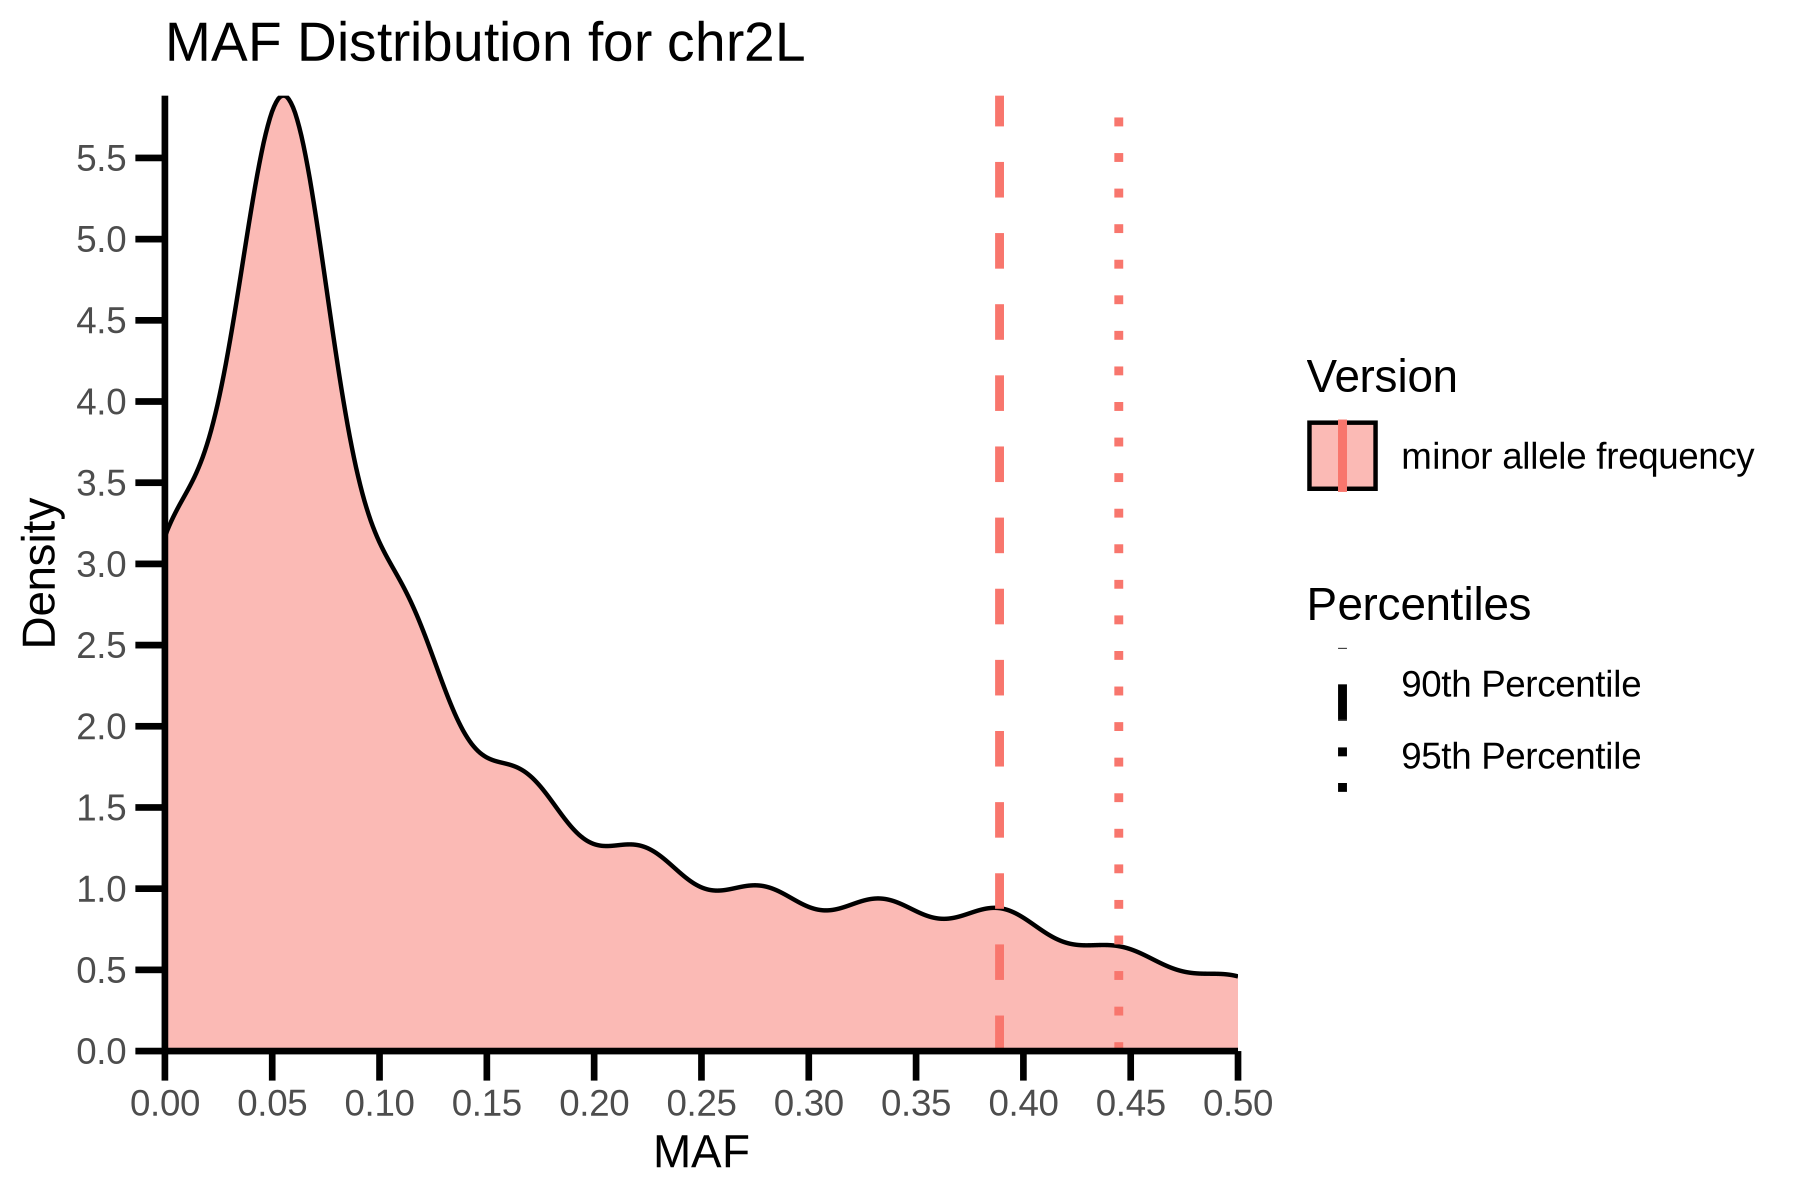 MAF Distribution for chr2L
Density
5.5
5.0
4.5
4.0
3.5
3.0
2.5
2.0
1.5
1.0
0.5
0.0
0.00 0.05 0.10 0.15 0.20 0.25 0.30 0.35 0.40 0.45 0.50
MAF
Version
minor allele frequency
Percentiles
90th Percentile
95th Percentile